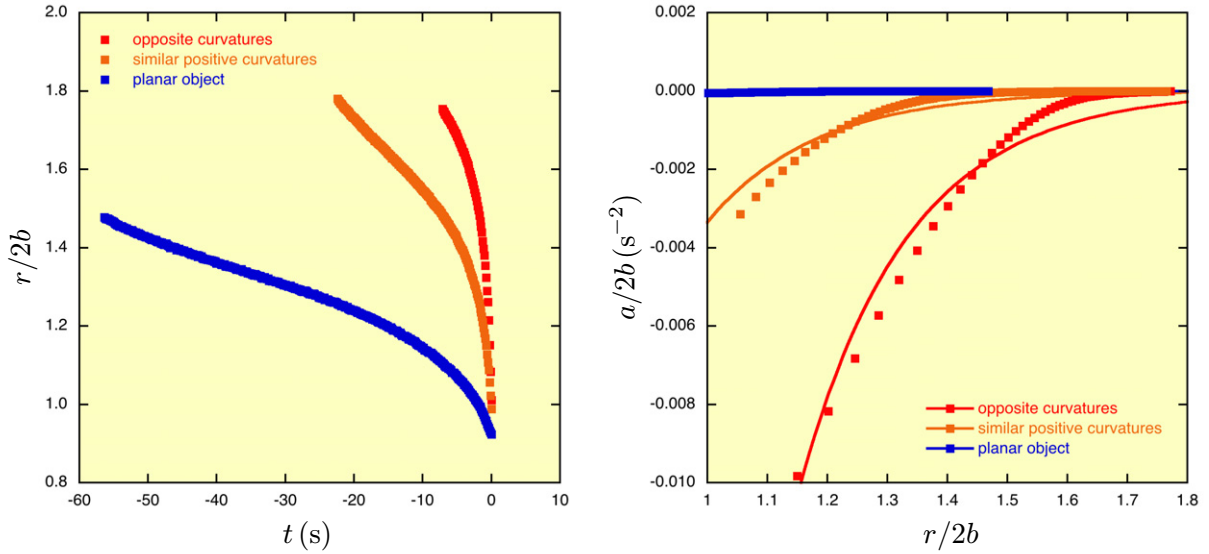 2.0
1.8
1.6
1.4
1.2
1.0
0.8
r/2b
opposite curvatures
similar positive curvatures
planar object
-60 -50 -40 -30 -20 -10 0 10
t (s)
0.002
0.000
-0.002
-0.004
-0.006
-0.008
-0.010
a/2b (s⁻²)
opposite curvatures
similar positive curvatures
planar object
1 1.1 1.2 1.3 1.4 1.5 1.6 1.7 1.8
r/2b